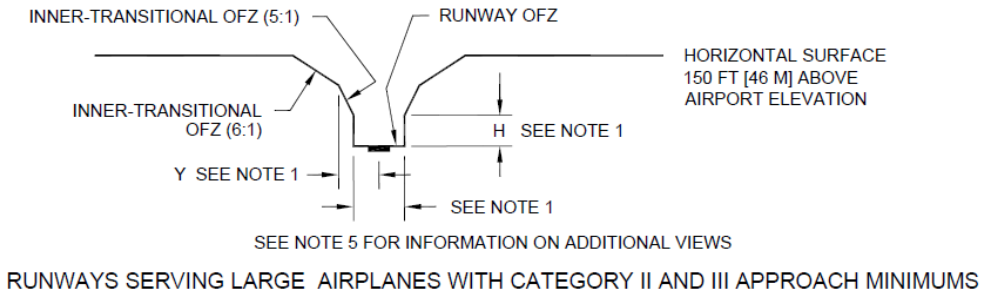 INNER-TRANSITIONAL OFZ (5:1)
RUNWAY OFZ
HORIZONTAL SURFACE
150 FT [46 M] ABOVE
AIRPORT ELEVATION
INNER-TRANSITIONAL
OFZ (6:1)
H SEE NOTE 1
Y SEE NOTE 1
SEE NOTE 1
SEE NOTE 5 FOR INFORMATION ON ADDITIONAL VIEWS
RUNWAYS SERVING LARGE AIRPLANES WITH CATEGORY II AND III APPROACH MINIMUMS